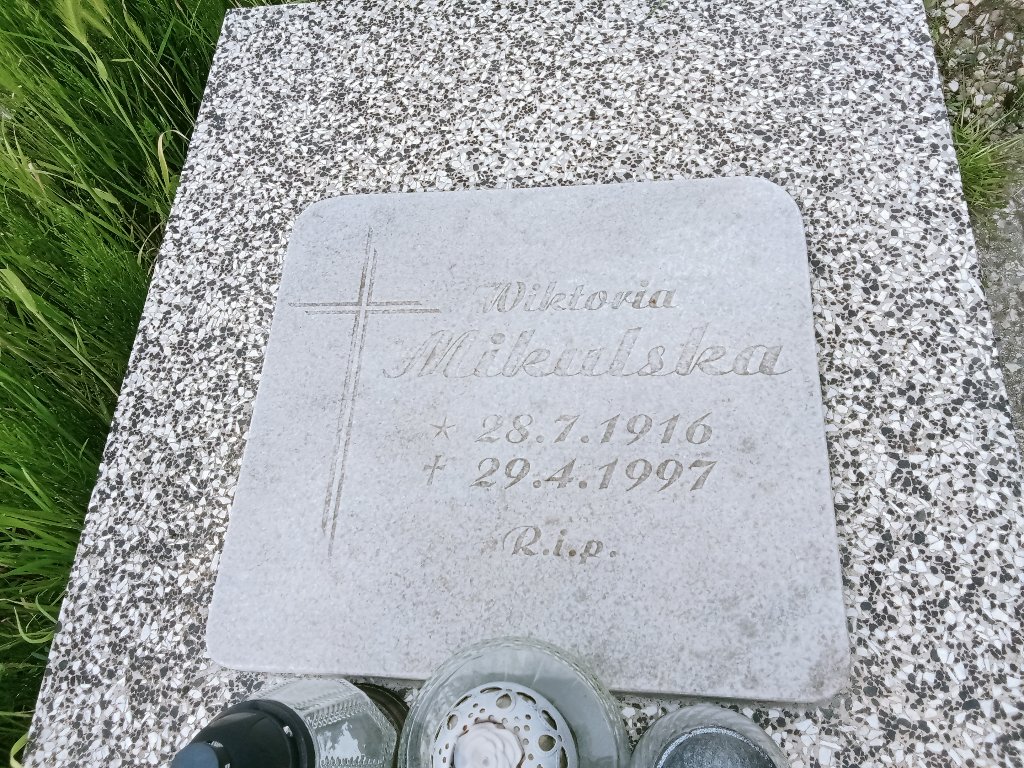 Wiktoria
Mikulska
* 28.7.1916
† 29.4.1997
R.i.p.